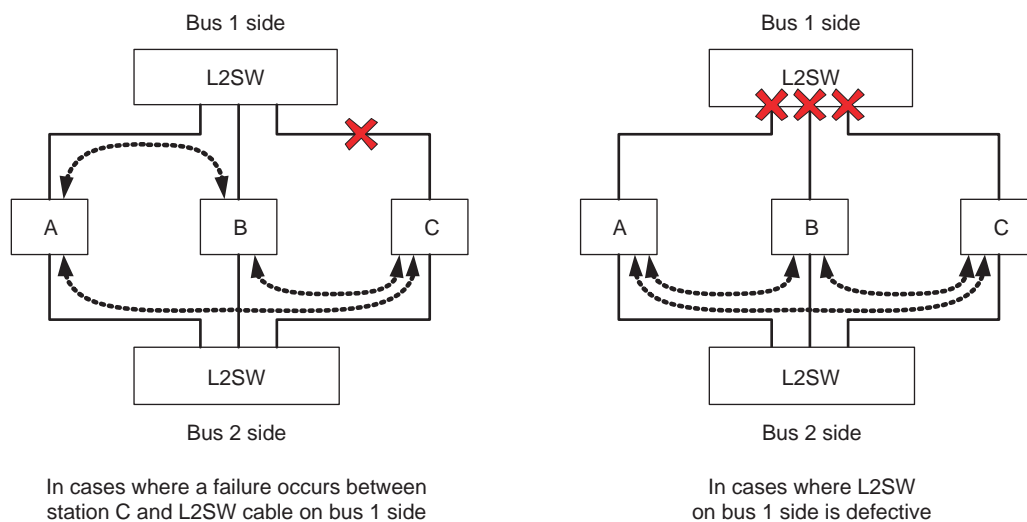 Bus 1 side
L2SW
A
B
C
L2SW
Bus 2 side
In cases where a failure occurs between
station C and L2SW cable on bus 1 side
Bus 1 side
L2SW
A
B
C
L2SW
Bus 2 side
In cases where L2SW
on bus 1 side is defective